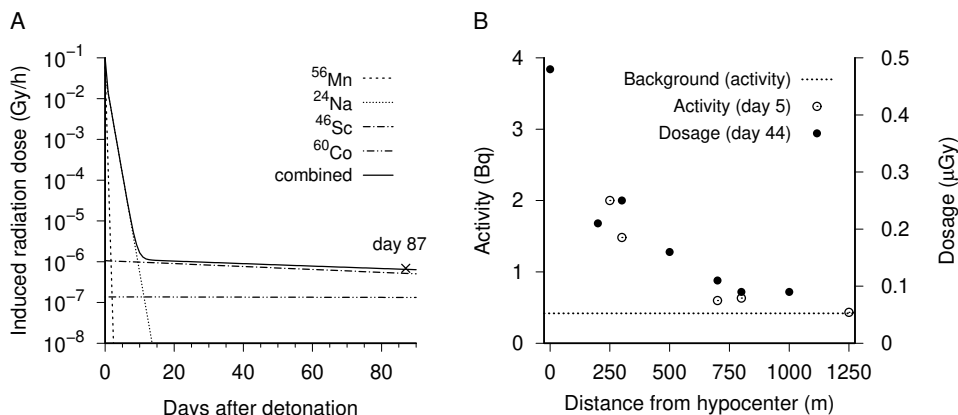 A
Induced radiation dose (Gy/h)
10⁻¹
10⁻²
10⁻³
10⁻⁴
10⁻⁵
10⁻⁶
10⁻⁷
10⁻⁸
⁵⁶Mn
²⁴Na
⁴⁶Sc
⁶⁰Co
combined
day 87
0 20 40 60 80
Days after detonation
B
Activity (Bq)
4
3
2
1
0
Background (activity)
Activity (day 5)
Dosage (day 44)
0.5
0.4
0.3
0.2
0.1
0
Dosage (μGy)
0 250 500 750 1000 1250
Distance from hypocenter (m)